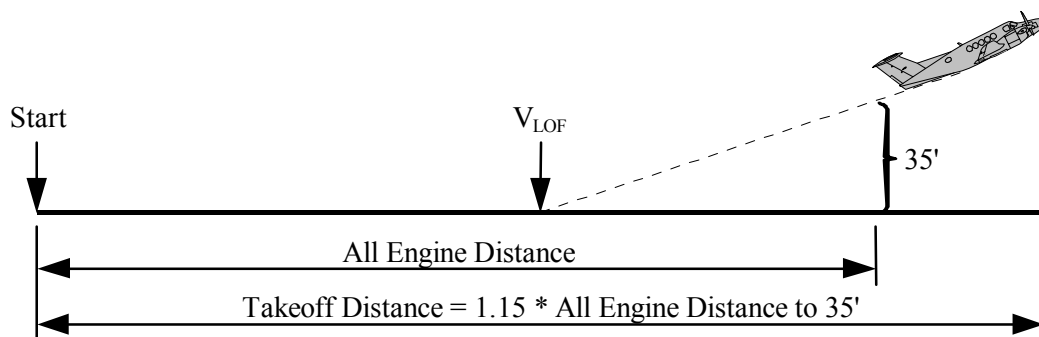 Start
V_LOF
35'
All Engine Distance
Takeoff Distance = 1.15 * All Engine Distance to 35'